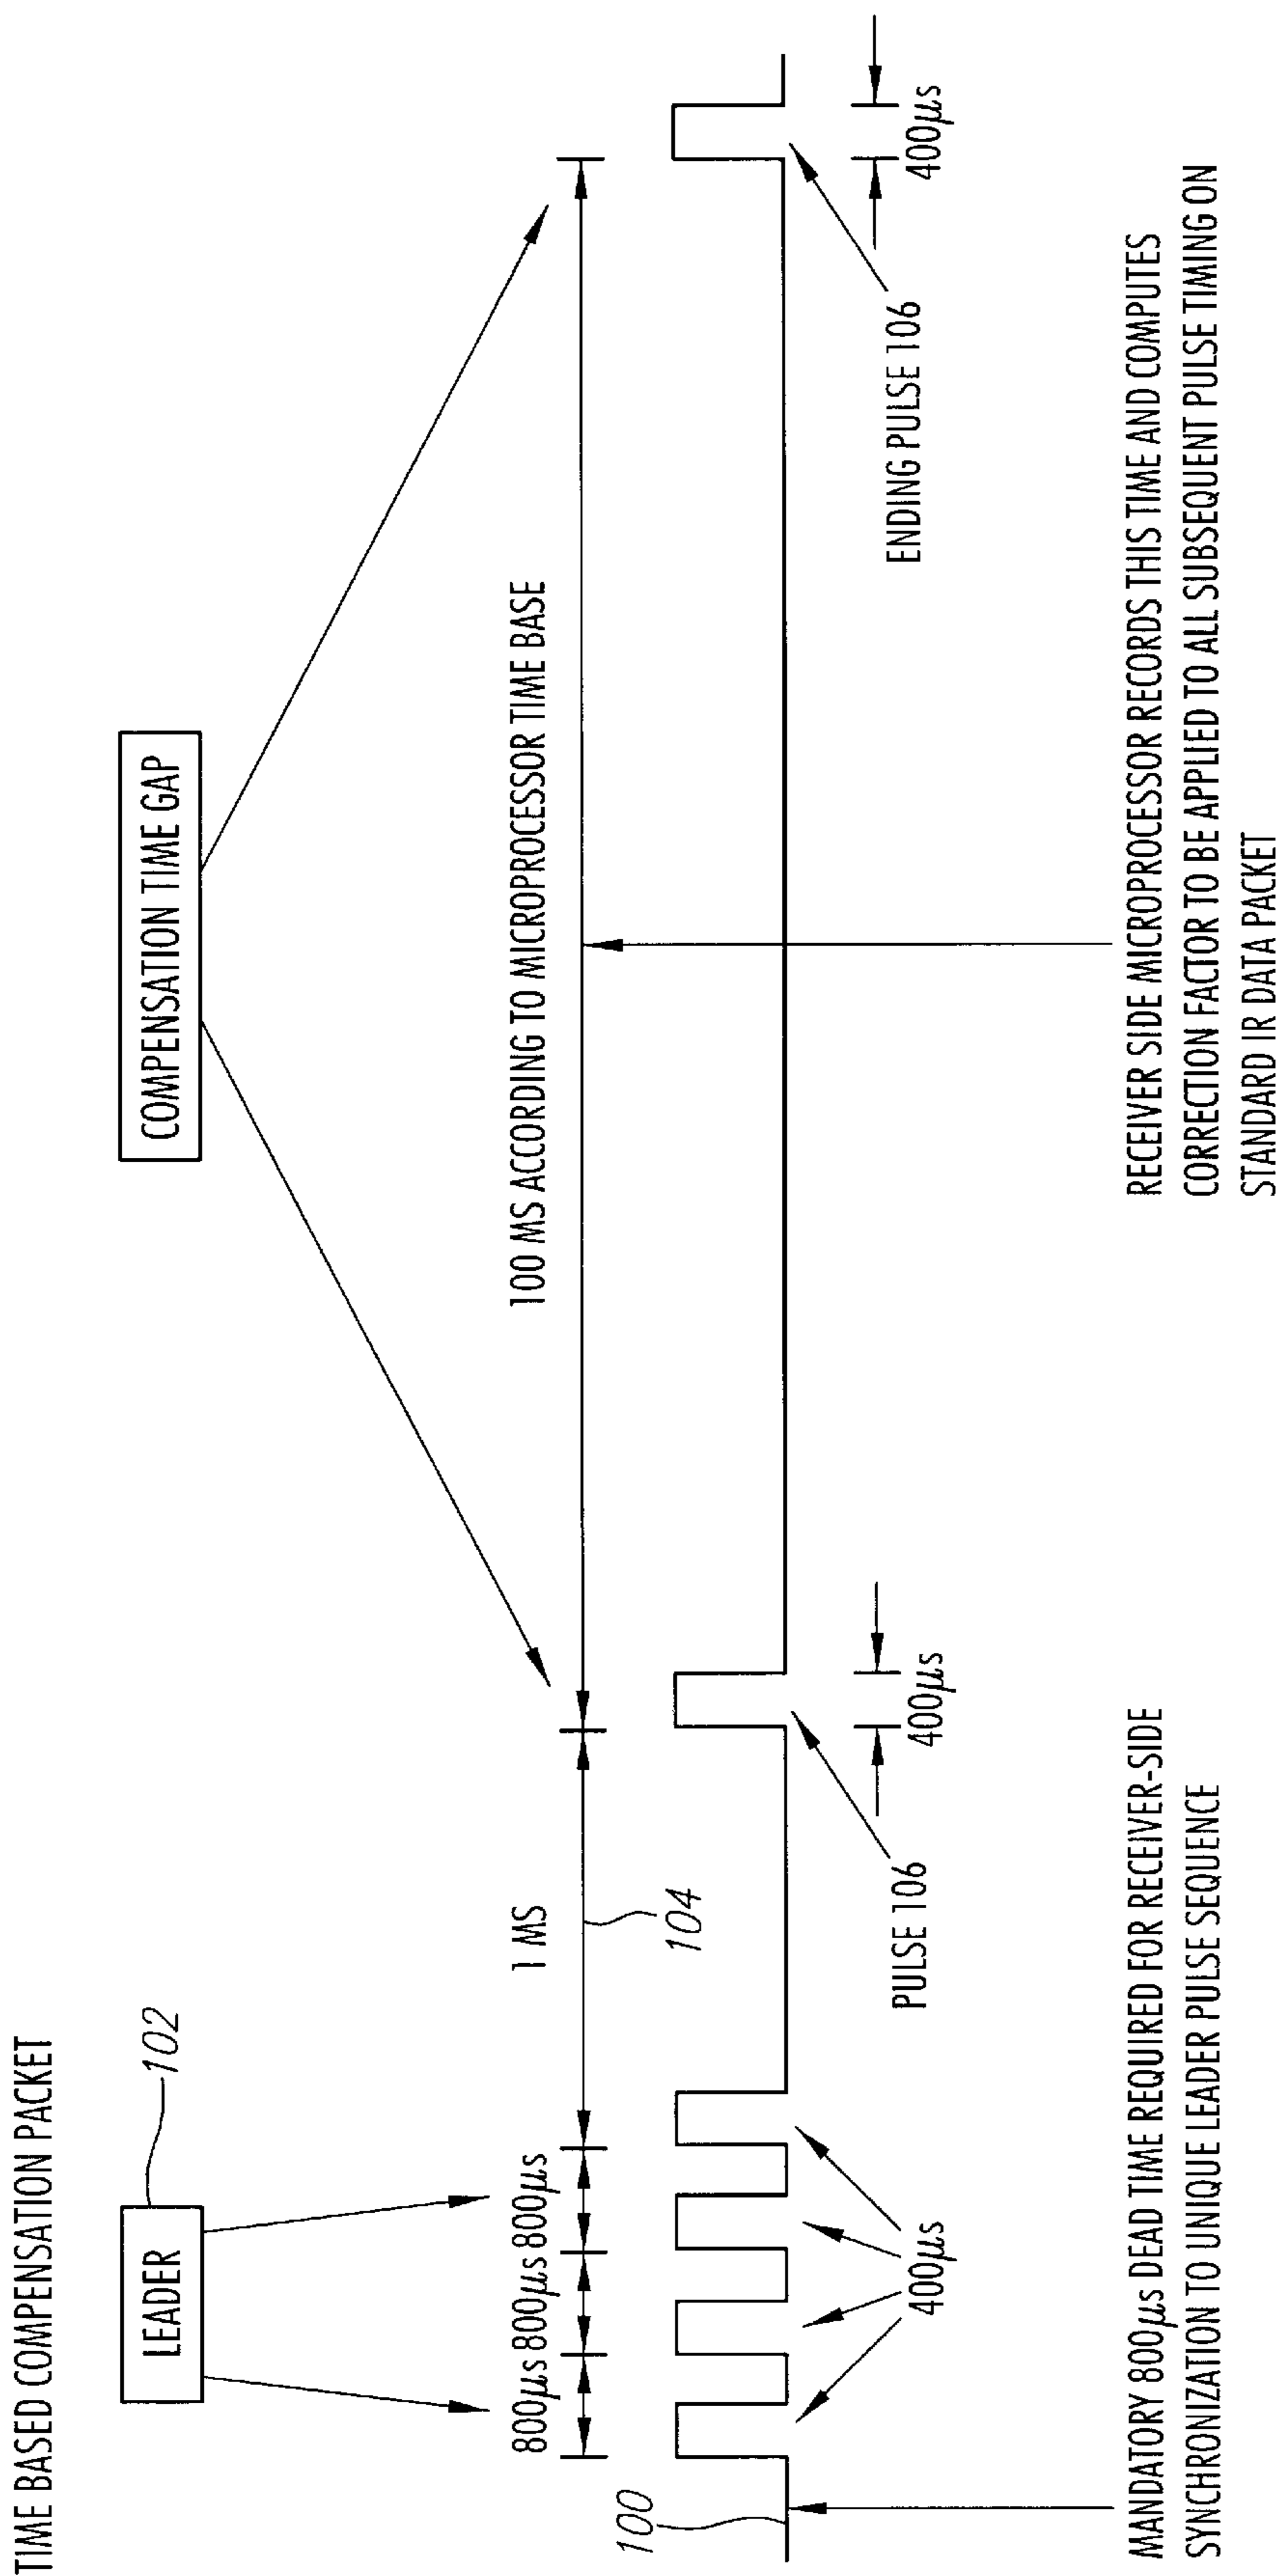 TIME BASED COMPENSATION PACKET
LEADER
102
COMPENSATION TIME GAP
800µs
800µs
800µs
1 MS
100 MS ACCORDING TO MICROPROCESSOR TIME BASE
104
100
400µs
PULSE 106
400µs
ENDING PULSE 106
400µs
MANDATORY 800µs DEAD TIME REQUIRED FOR RECEIVER-SIDE
SYNCHRONIZATION TO UNIQUE LEADER PULSE SEQUENCE
RECEIVER SIDE MICROPROCESSOR RECORDS THIS TIME AND COMPUTES
CORRECTION FACTOR TO BE APPLIED TO ALL SUBSEQUENT PULSE TIMING ON
STANDARD IR DATA PACKET